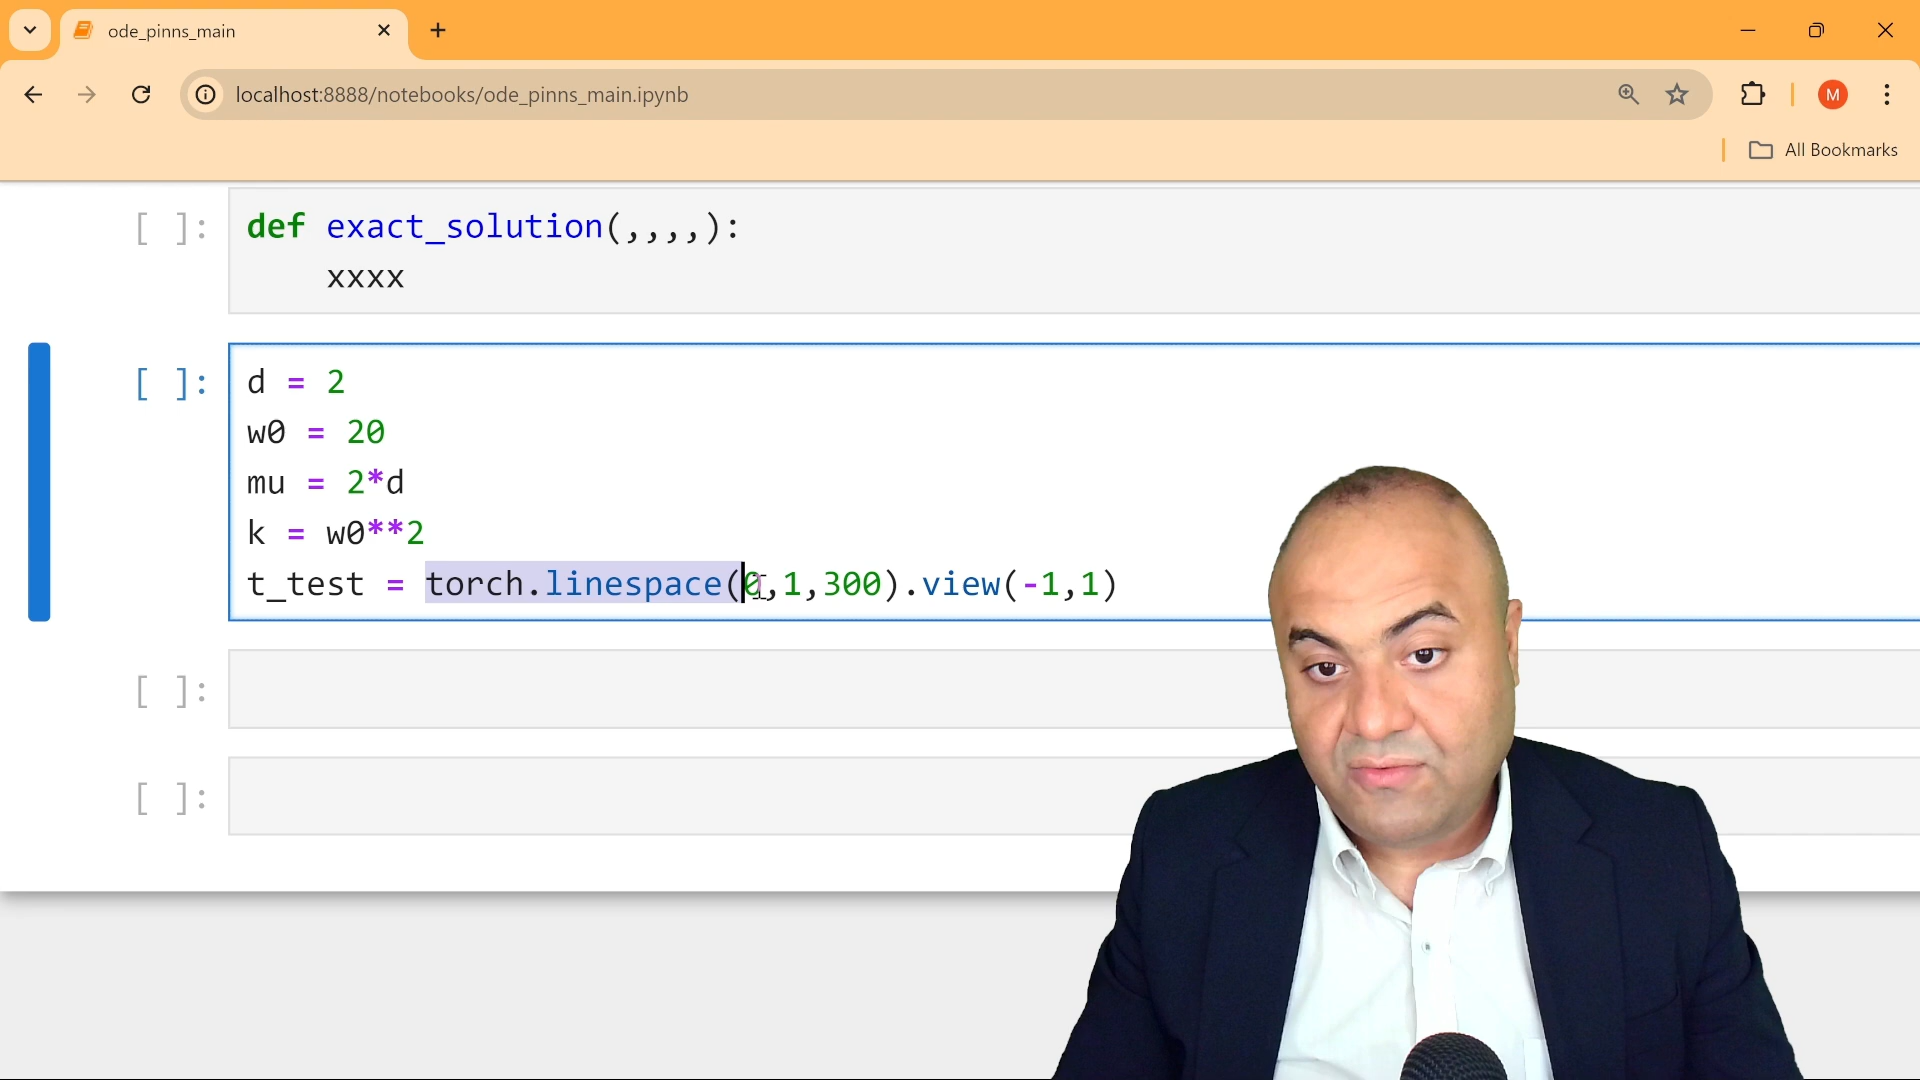 ode_pinns_main
localhost:8888/notebooks/ode_pinns_main.ipynb
M
All Bookmarks
[ ]: def exact_solution(,,,,):
xxxx
[ ]: d = 2
w0 = 20
mu = 2*d
k = w0**2
t_test = torch.linespace(0,1,300).view(-1,1)
[ ]:
[ ]: